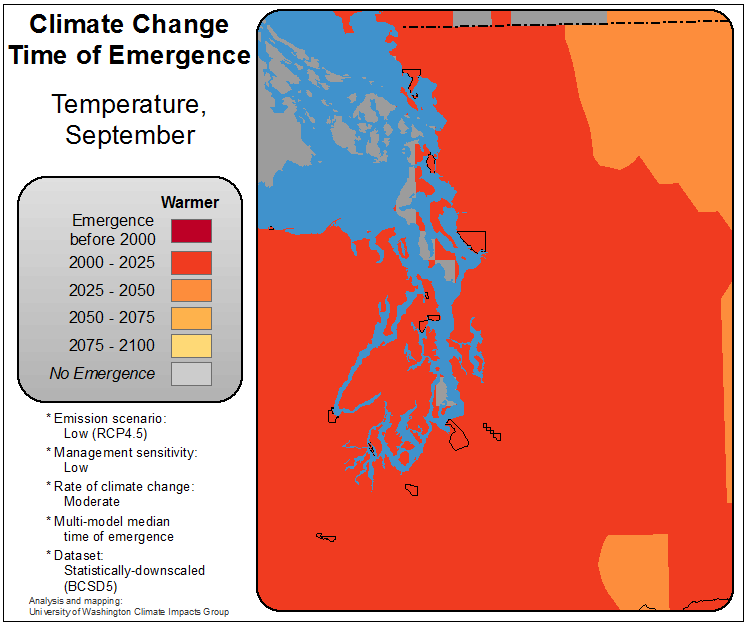 Climate Change
Time of Emergence
Temperature,
September
Warmer
Emergence
before 2000
2000 - 2025
2025 - 2050
2050 - 2075
2075 - 2100
No Emergence
* Emission scenario:
Low (RCP4.5)
* Management sensitivity:
Low
* Rate of climate change:
Moderate
* Multi-model median
time of emergence
* Dataset:
Statistically-downscaled
(BCSD5)
Analysis and mapping:
University of Washington Climate Impacts Group